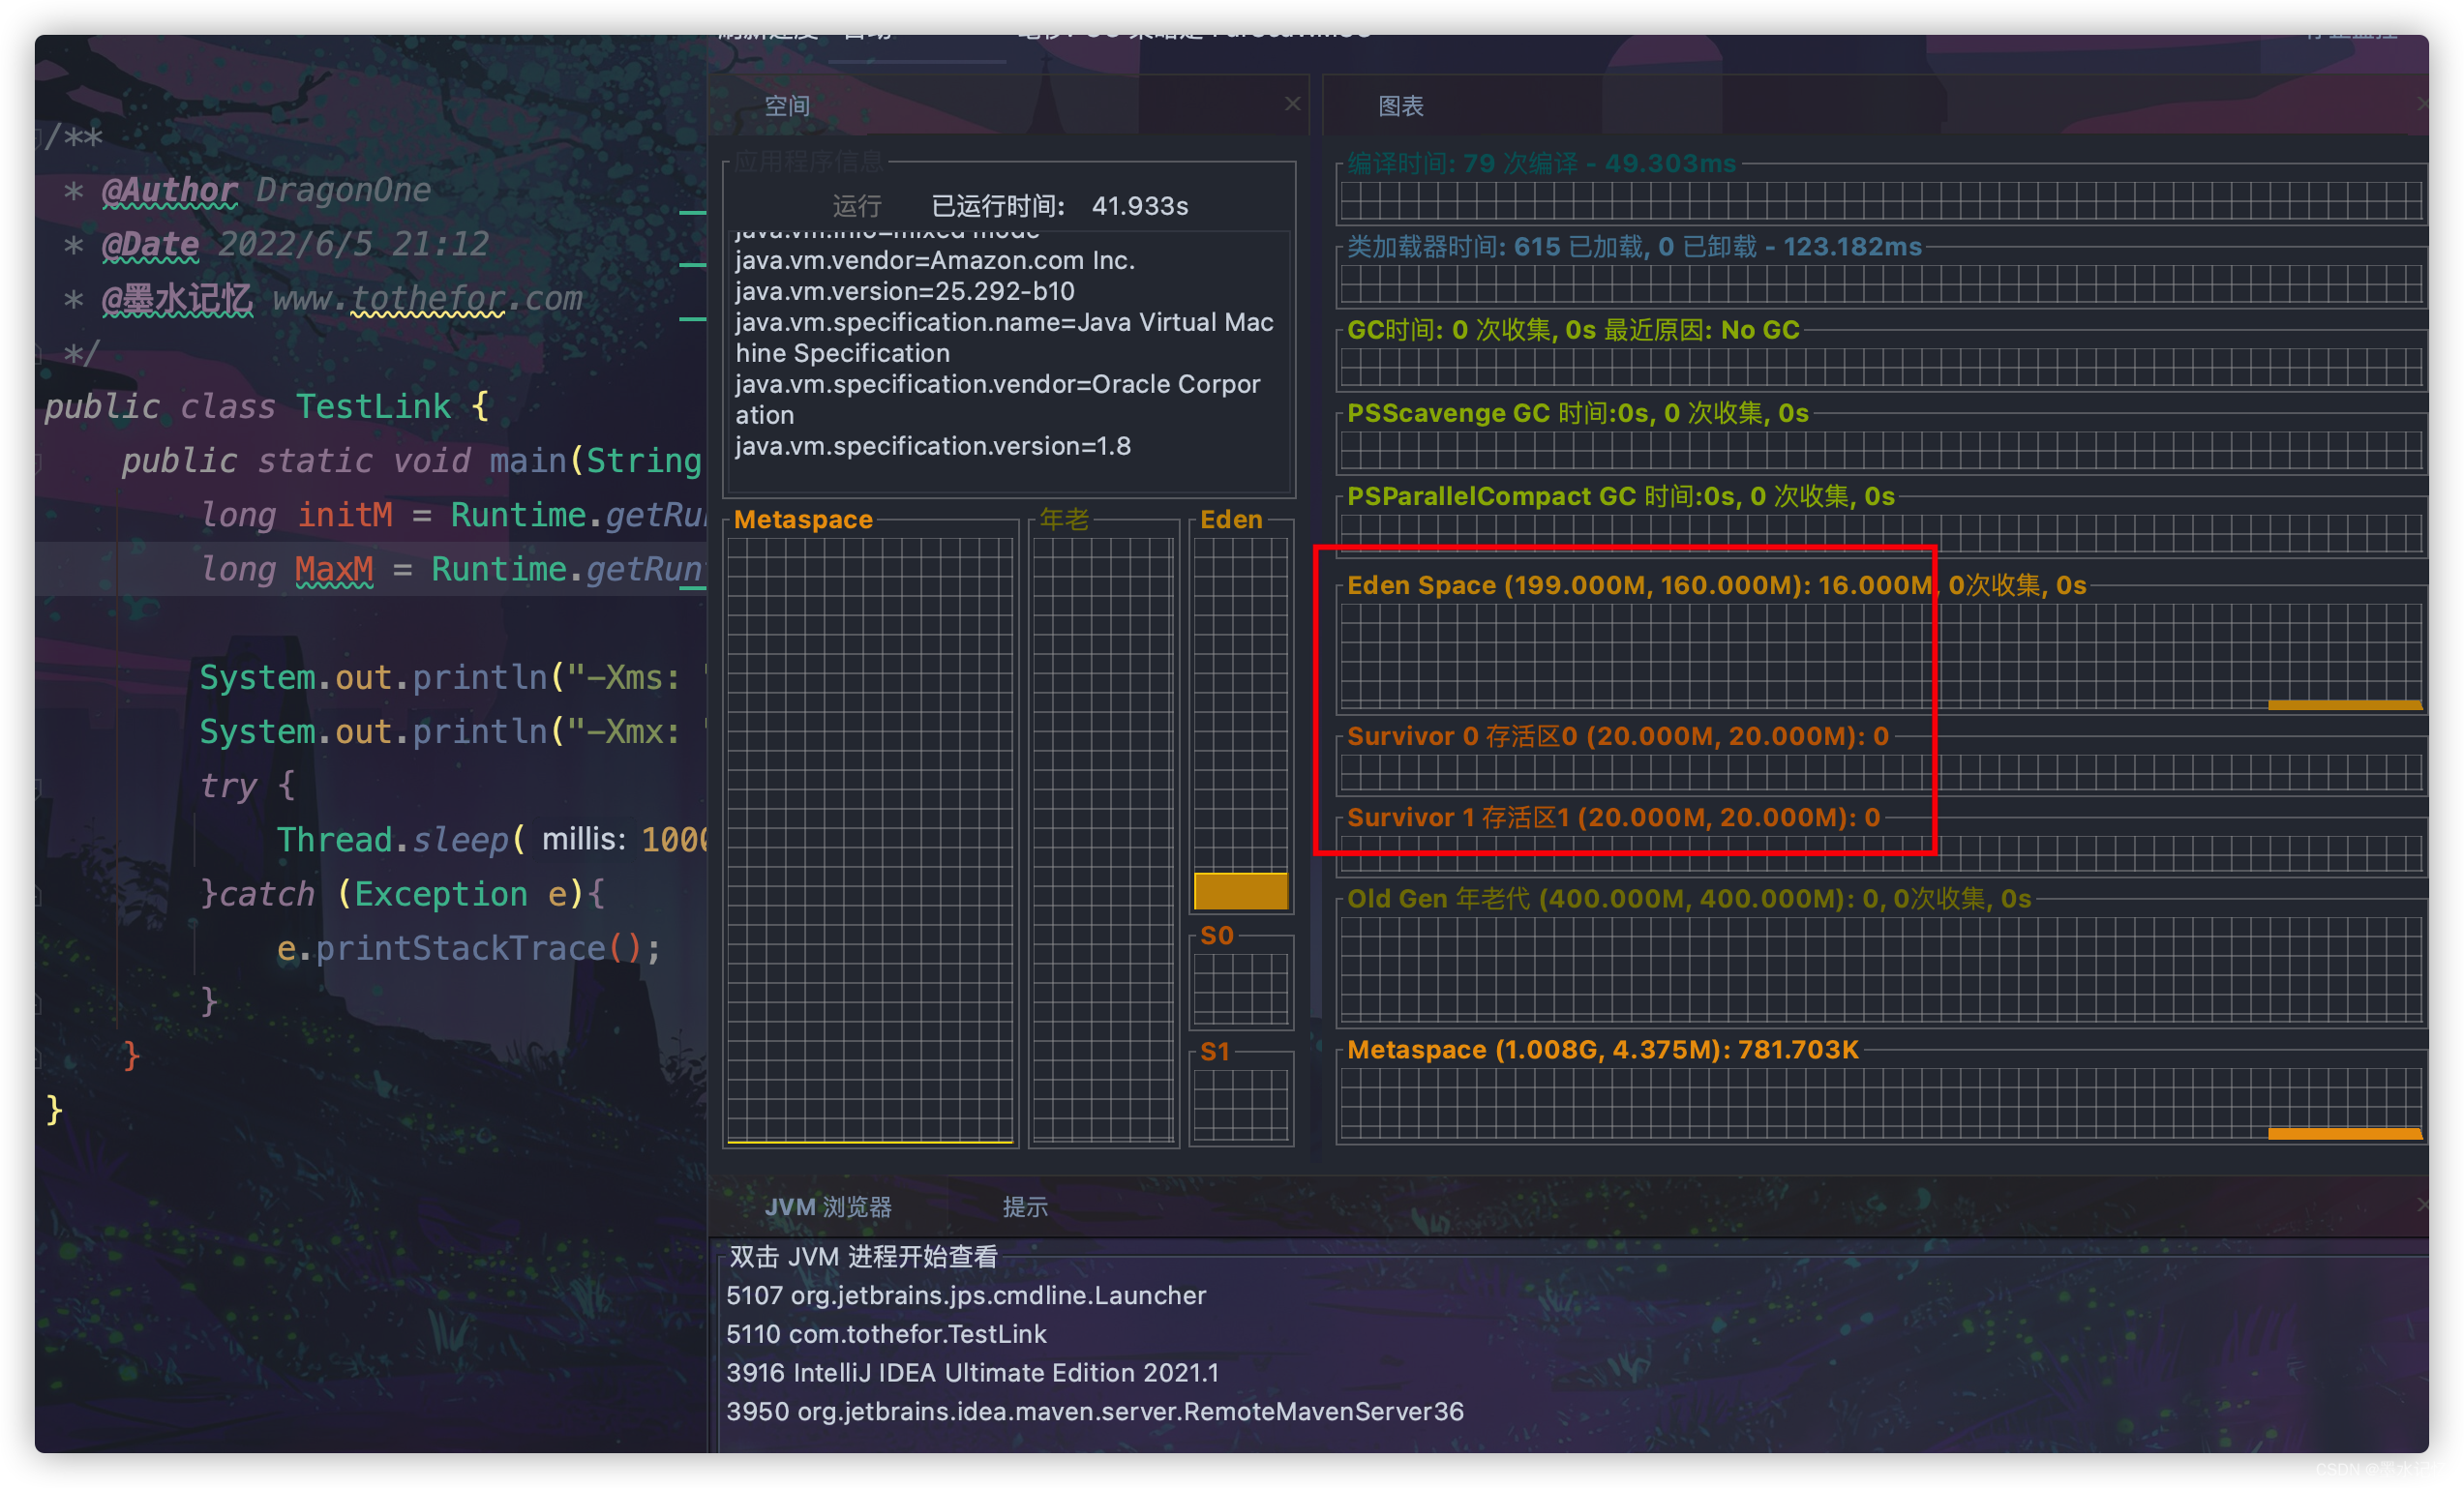 /**
* @Author DragonOne
* @Date 2022/6/5 21:12
* @墨水记忆 www.tothefor.com
*/
public class TestLink {
public static void main(String
long initM = Runtime.getRu
long MaxM = Runtime.getRun
System.out.println("-Xms:
System.out.println("-Xmx:
try {
Thread.sleep( millis: 1000
}catch (Exception e){
e.printStackTrace();
}
}
}
空间
应用程序信息
运行 已运行时间: 41.933s
java.vm.info=mixed mode
java.vm.vendor=Amazon.com Inc.
java.vm.version=25.292-b10
java.vm.specification.name=Java Virtual Mac
hine Specification
java.vm.specification.vendor=Oracle Corpor
ation
java.vm.specification.version=1.8
Metaspace
年老
Eden
S0
S1
图表
编译时间: 79 次编译 - 49.303ms
类加载器时间: 615 已加载, 0 已卸载 - 123.182ms
GC时间: 0 次收集, 0s 最近原因: No GC
PSScavenge GC 时间:0s, 0 次收集, 0s
PSParallelCompact GC 时间:0s, 0 次收集, 0s
Eden Space (199.000M, 160.000M): 16.000M, 0次收集, 0s
Survivor 0 存活区0 (20.000M, 20.000M): 0
Survivor 1 存活区1 (20.000M, 20.000M): 0
Old Gen 年老代 (400.000M, 400.000M): 0, 0次收集, 0s
Metaspace (1.008G, 4.375M): 781.703K
JVM 浏览器 提示
双击 JVM 进程开始查看
5107 org.jetbrains.jps.cmdline.Launcher
5110 com.tothefor.TestLink
3916 IntelliJ IDEA Ultimate Edition 2021.1
3950 org.jetbrains.idea.maven.server.RemoteMavenServer36